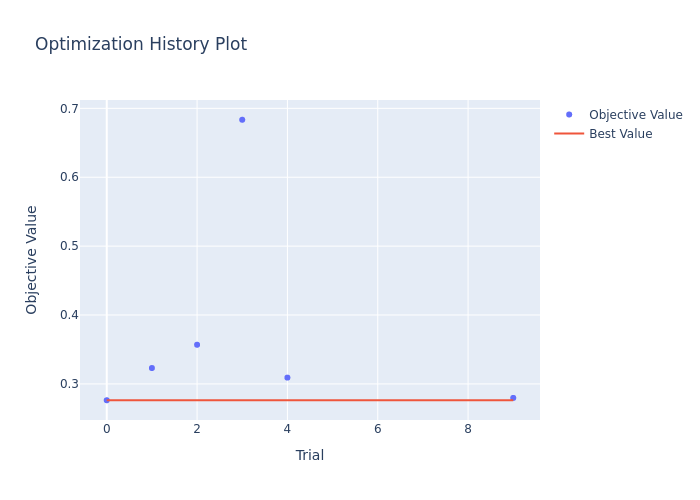 Optimization History Plot
Objective Value
Best Value
0.7
0.6
0.5
0.4
0.3
Objective Value
0
2
4
6
8
Trial